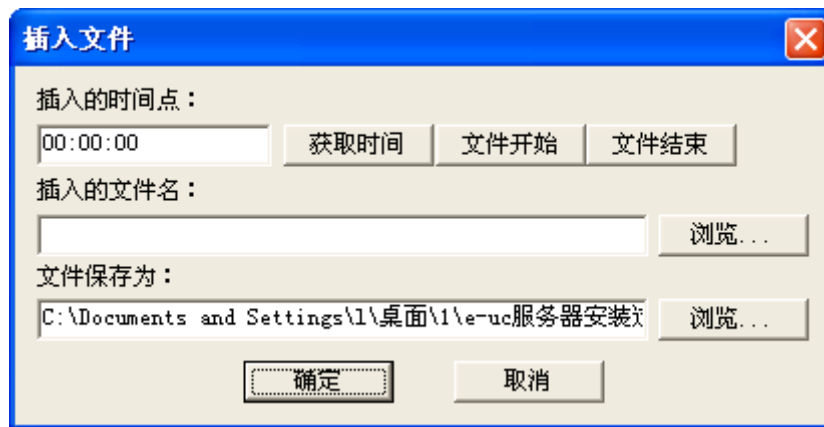 插入文件
插入的时间点：
00:00:00 获取时间 文件开始 文件结束
插入的文件名：
浏览...
文件保存为：
C:\Documents and Settings\l\桌面\1\e-uc服务器安装 浏览...
确定 取消